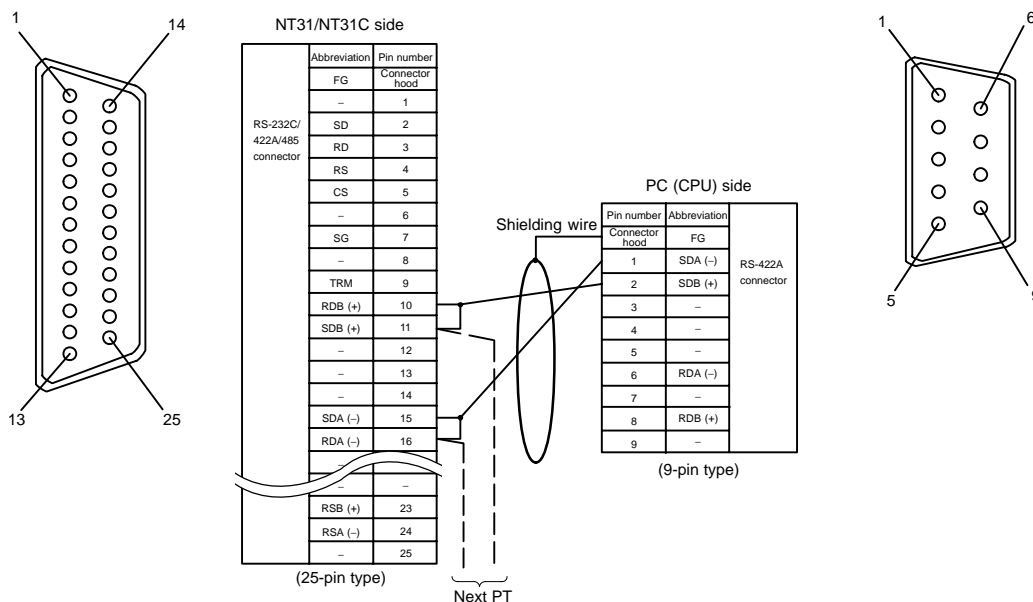 1
14
13
25
NT31/NT31C side
Abbreviation Pin number
FG Connector hood
– 1
RS-232C/
422A/485
connector
SD 2
RD 3
RS 4
CS 5
– 6
SG 7
– 8
TRM 9
RDB (+) 10
SDB (+) 11
– 12
– 13
– 14
SDA (–) 15
RDA (–) 16
–
– –
RSB (+) 23
RSA (–) 24
– 25
(25-pin type)
Next PT
Shielding wire
PC (CPU) side
Pin number Abbreviation
Connector hood FG
1 SDA (–)
2 SDB (+)
3 –
4 –
5 –
6 RDA (–)
7 –
8 RDB (+)
9 –
RS-422A
connector
(9-pin type)
1
6
5
9